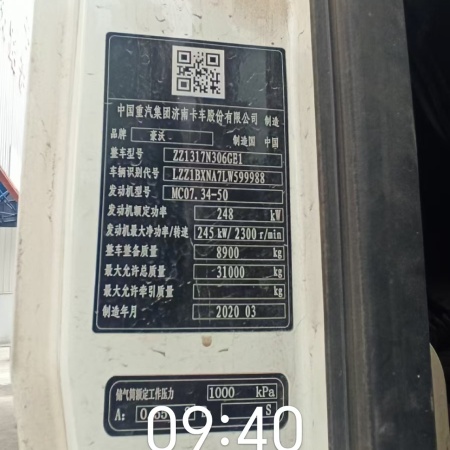 中国重汽集团济南卡车股份有限公司 制造
品牌 豪沃 制造国 中国
整车型号 ZZ1317N306GE1
车辆识别代号 LZZ1BXNA7LW599988
发动机型号 MC07.34-50
发动机额定功率 248 kW
发动机最大净功率/转速 245 kW/ 2300 r/min
整车整备质量 8900 kg
最大允许总质量 31000 kg
最大允许牵引质量 kg
制造年月 2020 03
储气筒额定工作压力 1000 kPa
A: S
09:40